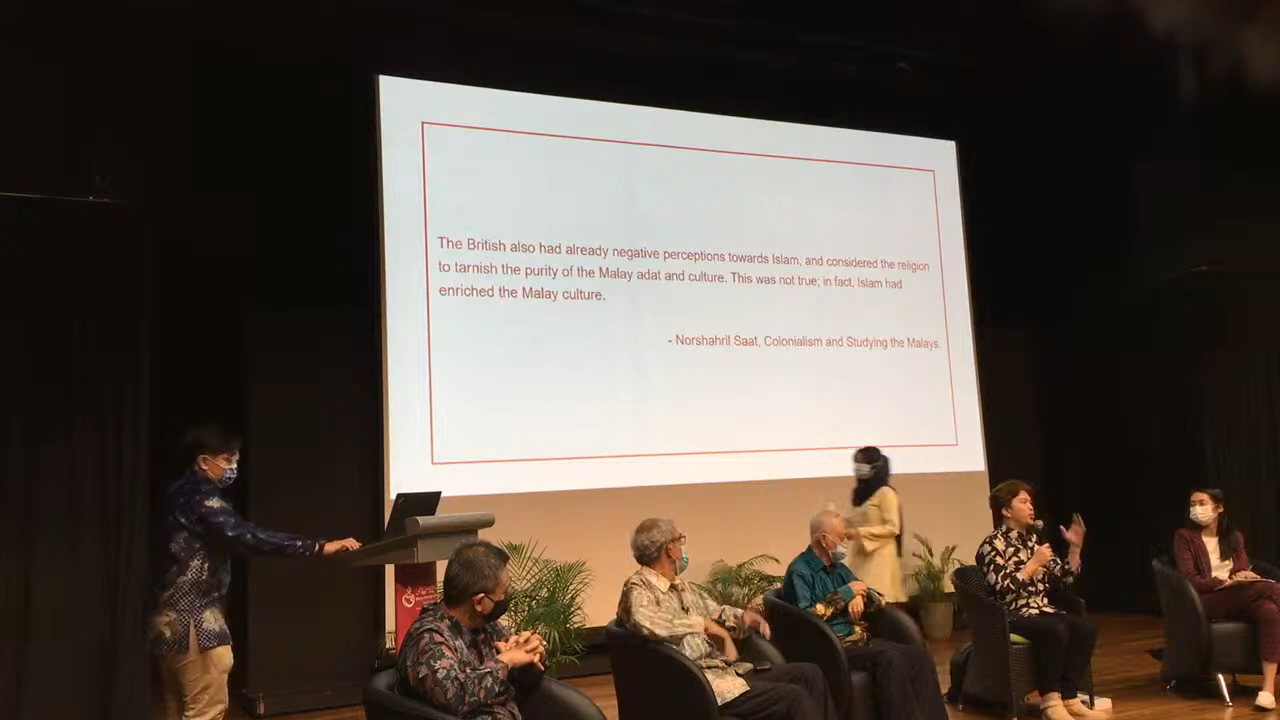 The British also had already negative perceptions towards Islam, and considered the religion
to tarnish the purity of the Malay adat and culture. This was not true; in fact, Islam had
enriched the Malay culture.
- Norshahril Saat, Colonialism and Studying the Malays.